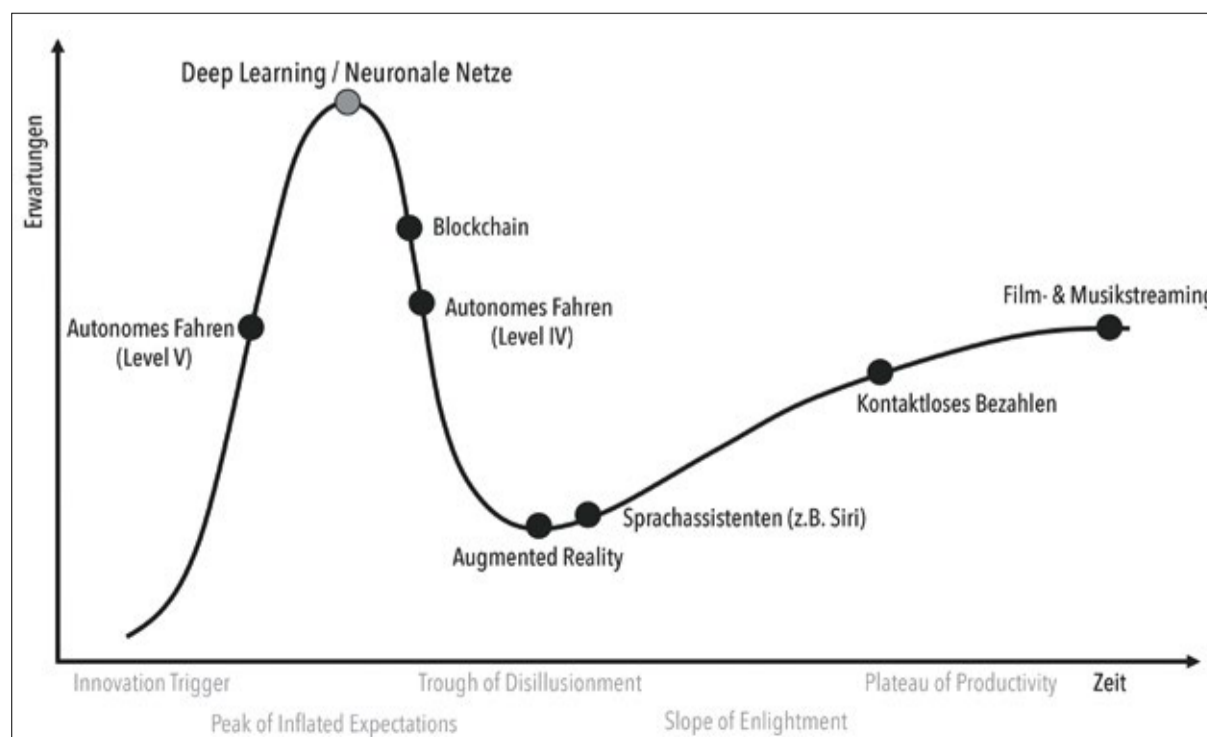 Deep Learning / Neuronale Netze
Erwartungen
Blockchain
Autonomes Fahren
(Level V)
Autonomes Fahren
(Level IV)
Film- & Musikstreaming
Kontaktloses Bezahlen
Sprachassistenten (z.B. Siri)
Augmented Reality
Innovation Trigger
Trough of Disillusionment
Plateau of Productivity
Zeit
Peak of Inflated Expectations
Slope of Enlightment